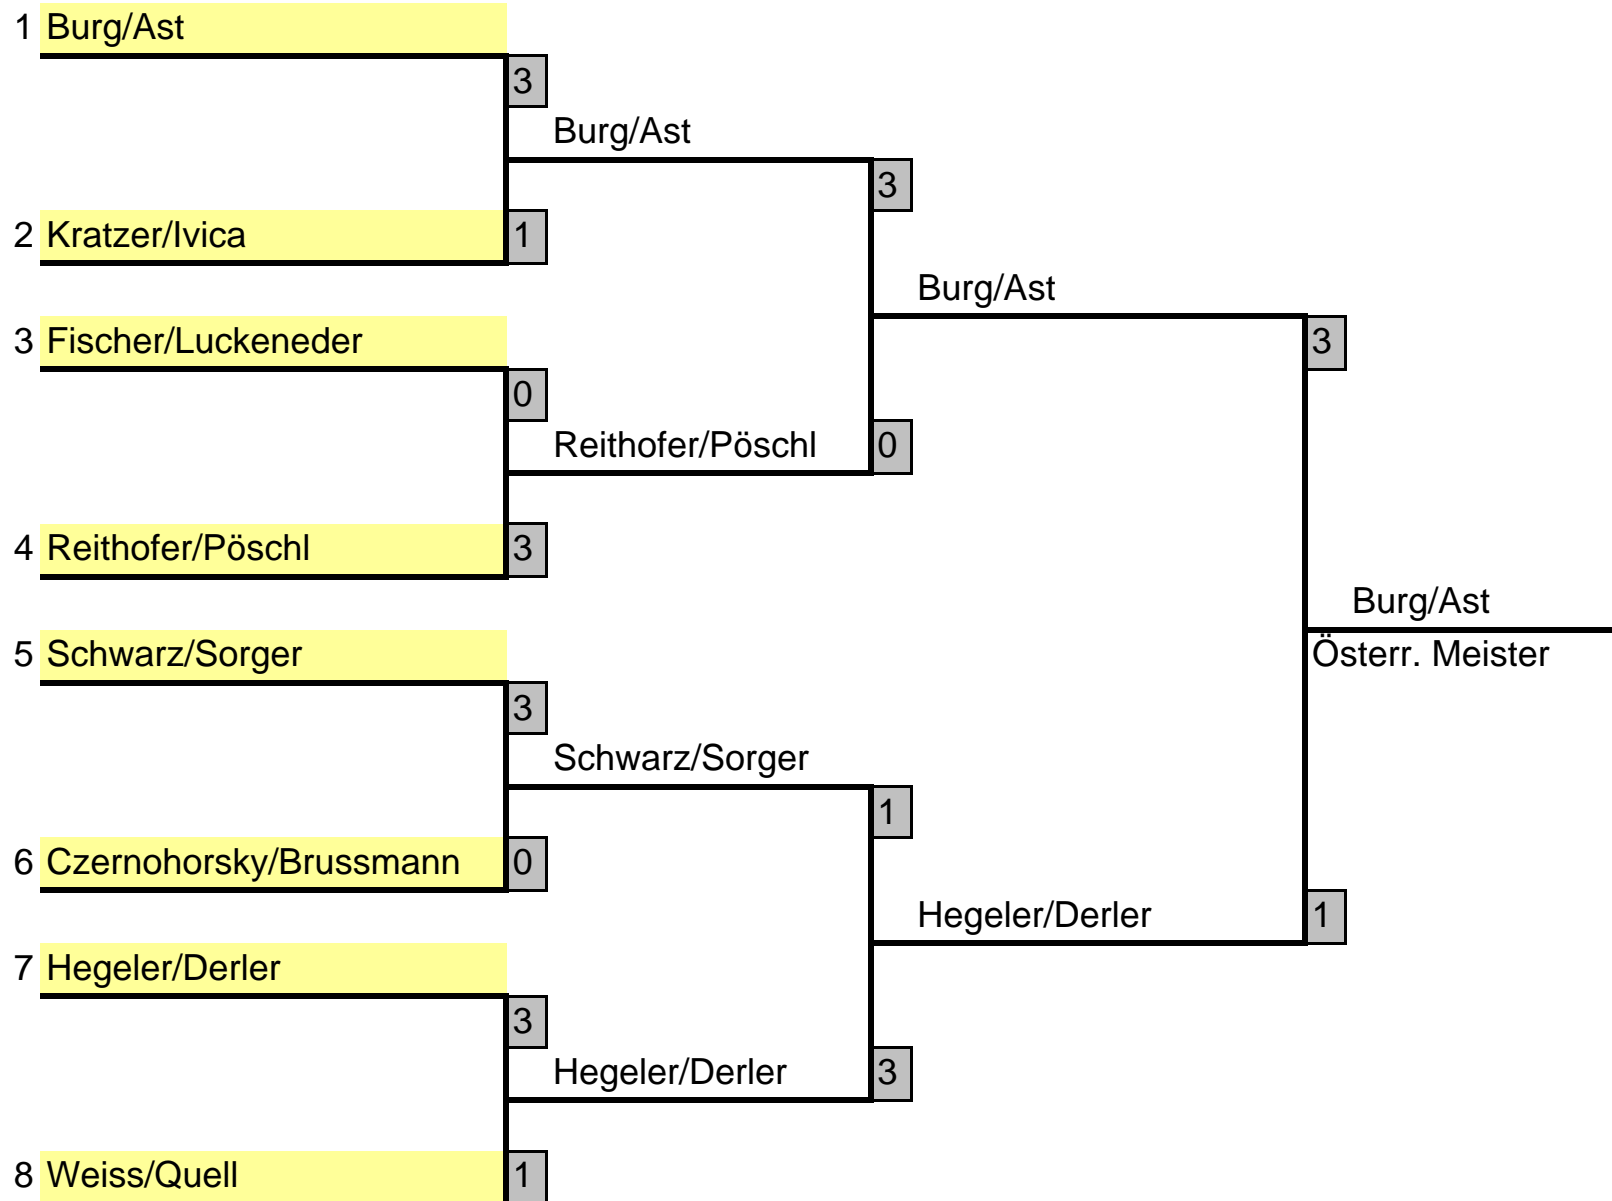 1 Burg/Ast
3
Burg/Ast
3
2 Kratzer/Ivica 1
Burg/Ast
3 Fischer/Luckeneder 3
0
Reithofer/Pöschl 0
4 Reithofer/Pöschl 3
Burg/Ast
5 Schwarz/Sorger Österr. Meister
3
Schwarz/Sorger
1
6 Czernohorsky/Brussmann 0
Hegeler/Derler 1
7 Hegeler/Derler
3
Hegeler/Derler 3
8 Weiss/Quell 1